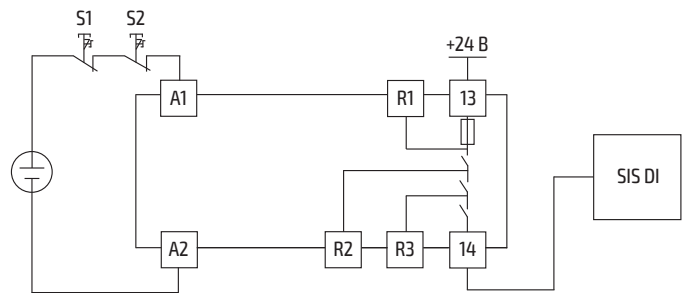 S1 S2
+24 В
A1 R1 13
SIS DI
A2 R2 R3 14